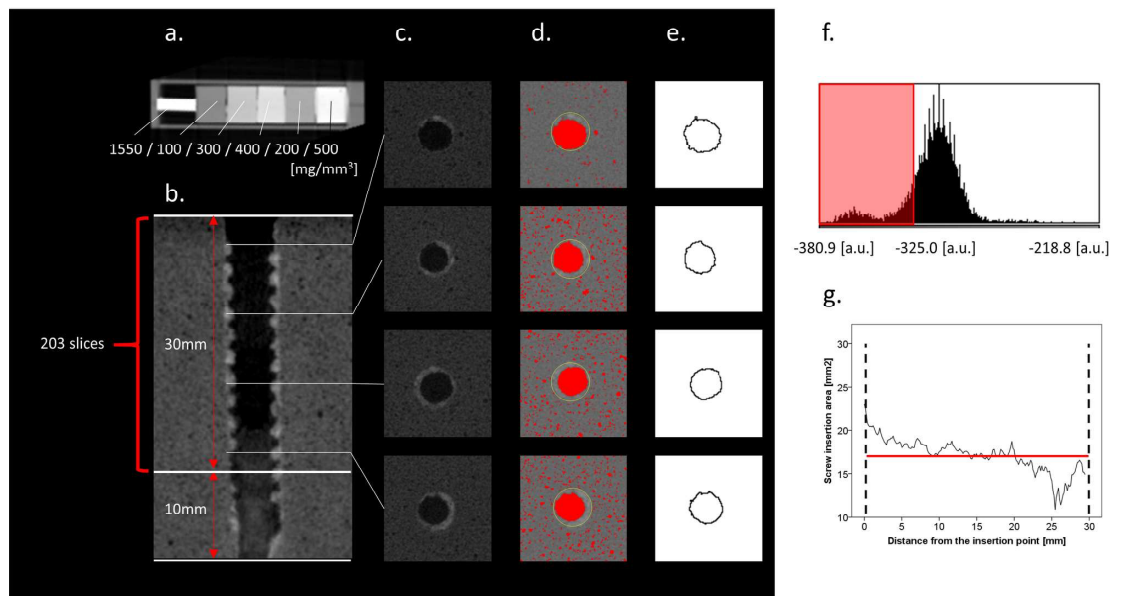 a.
1550 / 100 / 300 / 400 / 200 / 500
[mg/mm³]
b.
203 slices
30mm
10mm
c.
d.
e.
f.
-380.9 [a.u.]
-325.0 [a.u.]
-218.8 [a.u.]
g.
Screw insertion area [mm2]
30
25
20
15
10
0
5
10
15
20
25
30
Distance from the insertion point [mm]